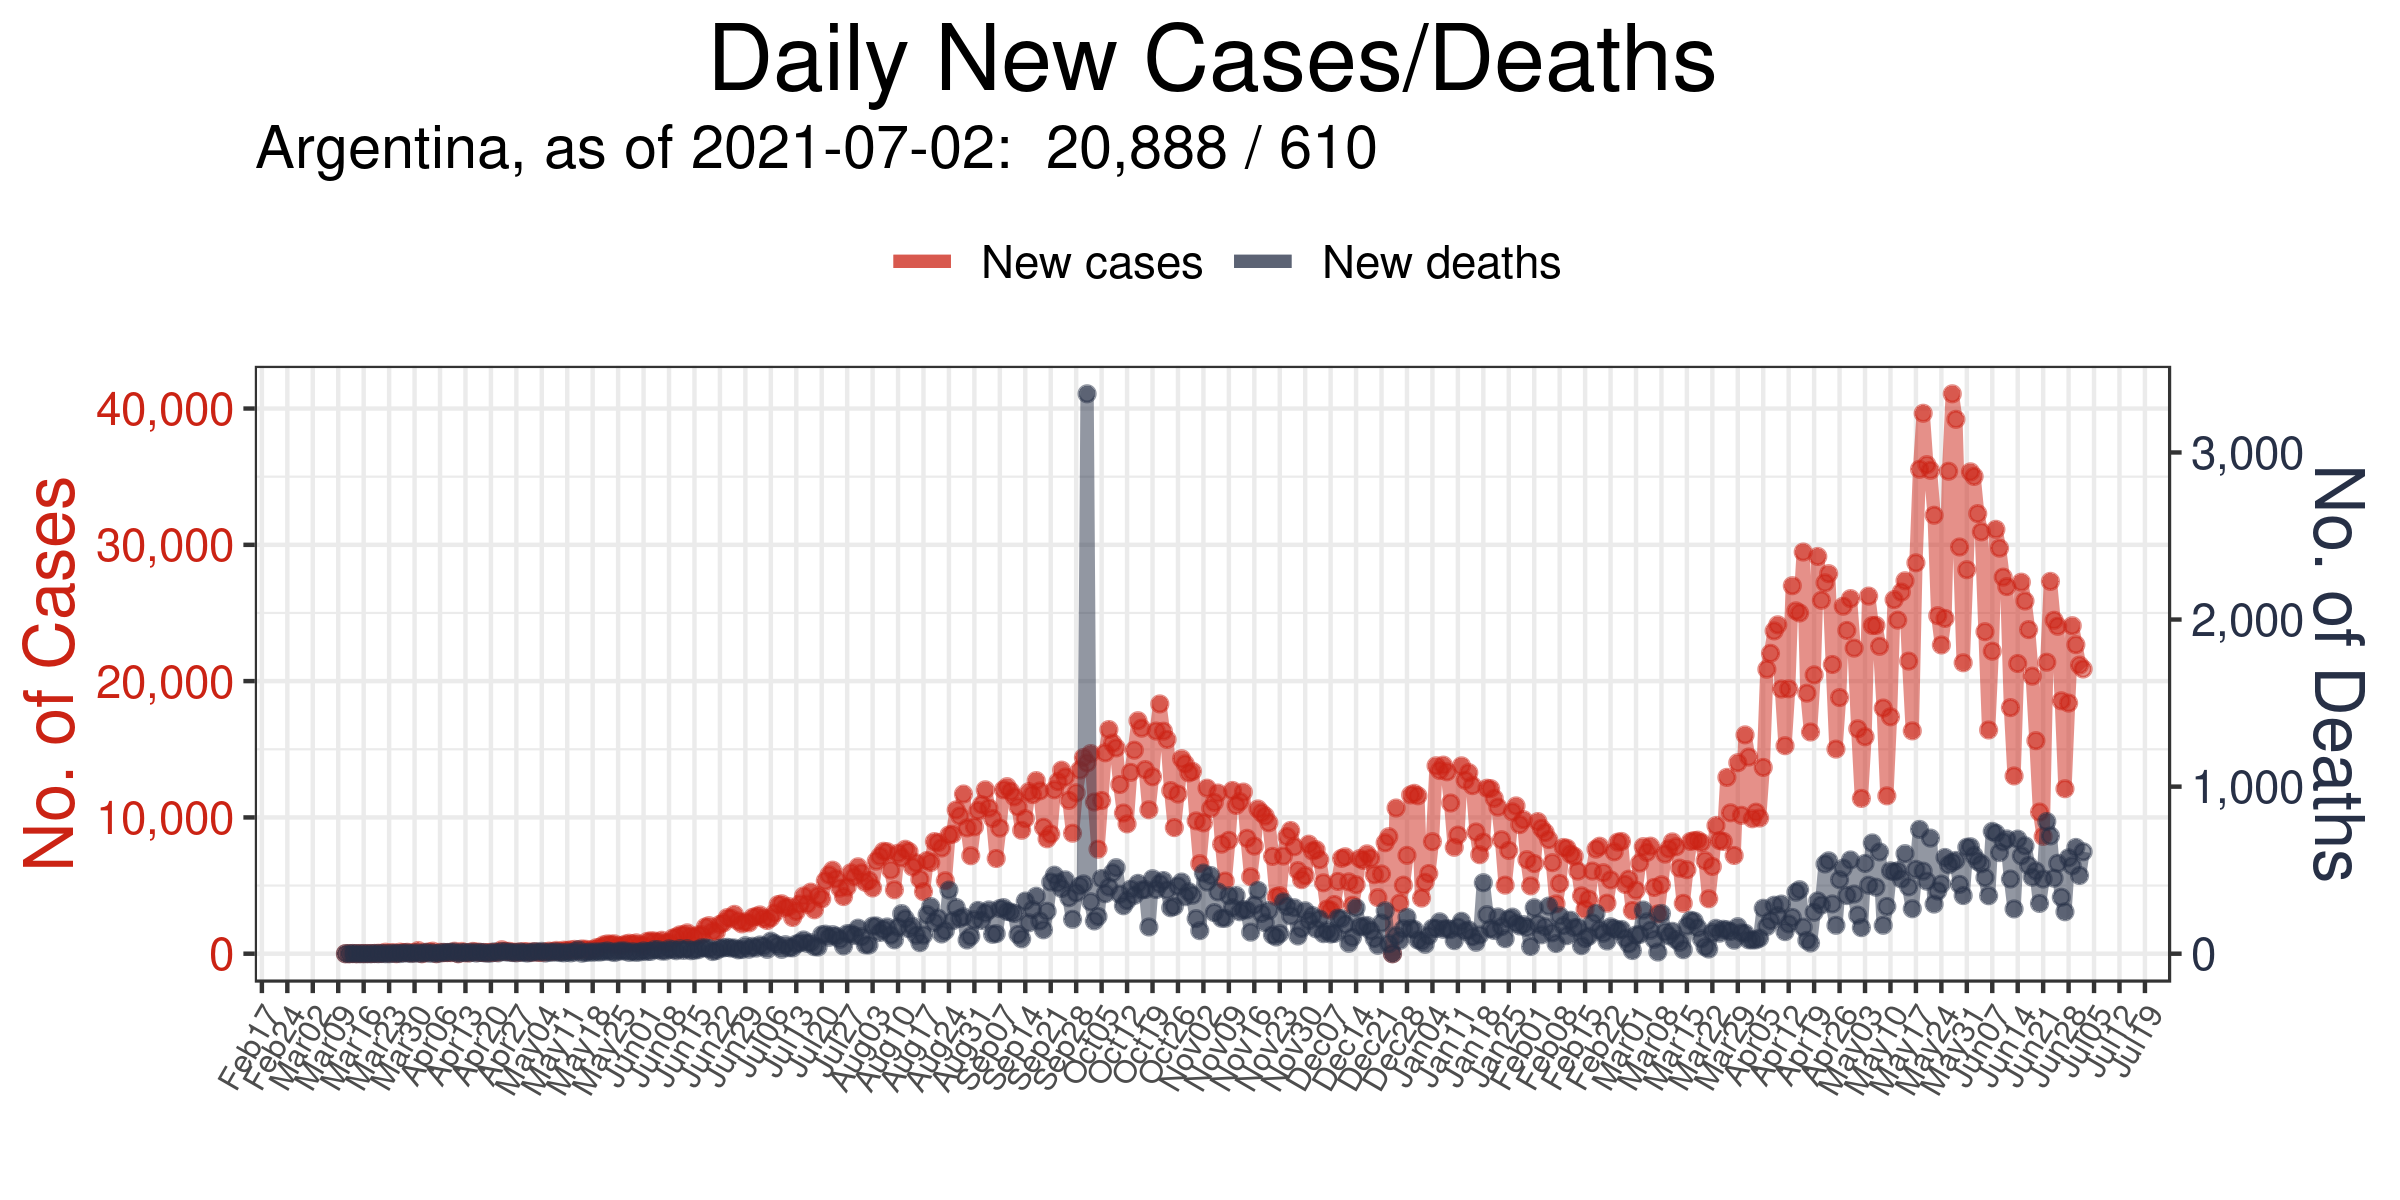 Daily New Cases/Deaths
Argentina, as of 2021-07-02:  20,888 / 610
New cases
New deaths
No. of Cases
40,000
30,000
20,000
10,000
0
3,000
2,000
1,000
0
No. of Deaths
Feb17
Feb24
Mar02
Mar09
Mar16
Mar23
Mar30
Apr06
Apr13
Apr20
Apr27
May04
May11
May18
May25
Jun01
Jun08
Jun15
Jun22
Jun29
Jul06
Jul13
Jul20
Jul27
Aug03
Aug10
Aug17
Aug24
Aug31
Sep07
Sep14
Sep21
Sep28
Oct05
Oct12
Oct19
Oct26
Nov02
Nov09
Nov16
Nov23
Nov30
Dec07
Dec14
Dec21
Dec28
Jan04
Jan11
Jan18
Jan25
Feb01
Feb08
Feb15
Feb22
Mar01
Mar08
Mar15
Mar22
Mar29
Apr05
Apr12
Apr19
Apr26
May03
May10
May17
May24
May31
Jun07
Jun14
Jun21
Jun28
Jul05
Jul12
Jul19